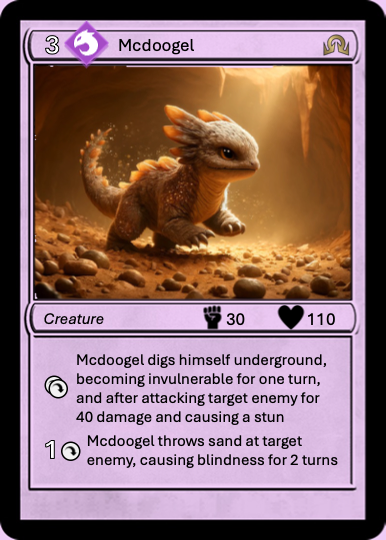 3 Mcdoogel
Creature 30 110
Mcdoogel digs himself underground,
becoming invulnerable for one turn,
and after attacking target enemy for
40 damage and causing a stun
1 Mcdoogel throws sand at target
enemy, causing blindness for 2 turns